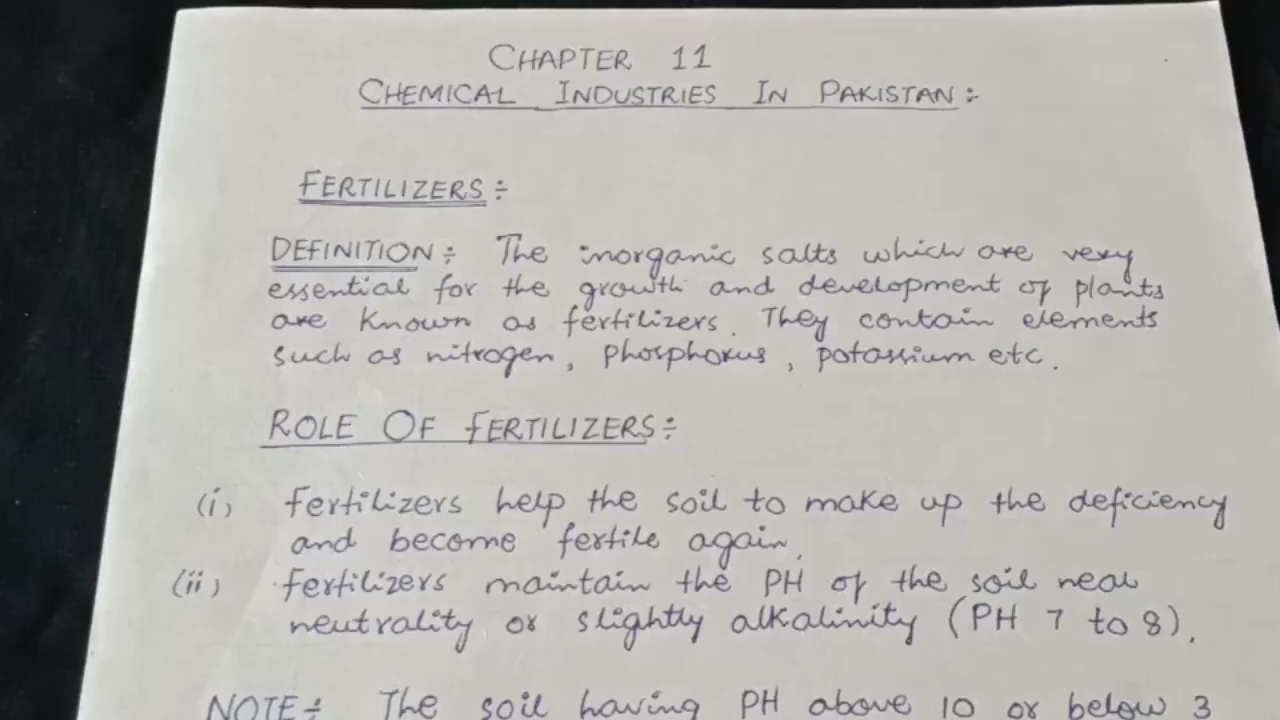 CHAPTER 11
CHEMICAL INDUSTRIES IN PAKISTAN:-
FERTILIZERS:-
DEFINITION:- The inorganic salts which are very
essential for the growth and development of plants
are known as fertilizers. They contain elements
such as nitrogen, phosphorus, potassium etc.
ROLE OF FERTILIZERS:-
(i) fertilizers help the soil to make up the deficiency
and become fertile again.
(ii) fertilizers maintain the PH of the soil near
neutrality or slightly alkalinity (PH 7 to 8).
NOTE:- The soil having PH above 10 or below 3